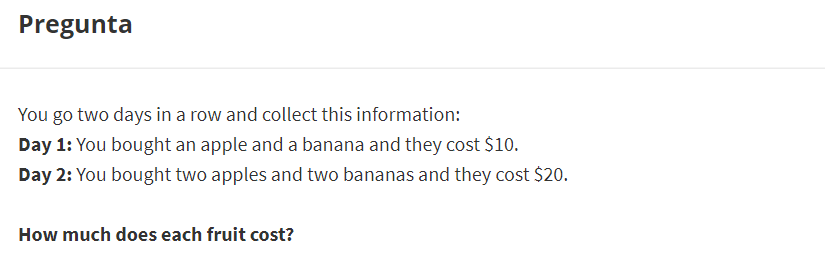 Pregunta
You go two days in a row and collect this information:
Day 1: You bought an apple and a banana and they cost $10.
Day 2: You bought two apples and two bananas and they cost $20.
How much does each fruit cost?